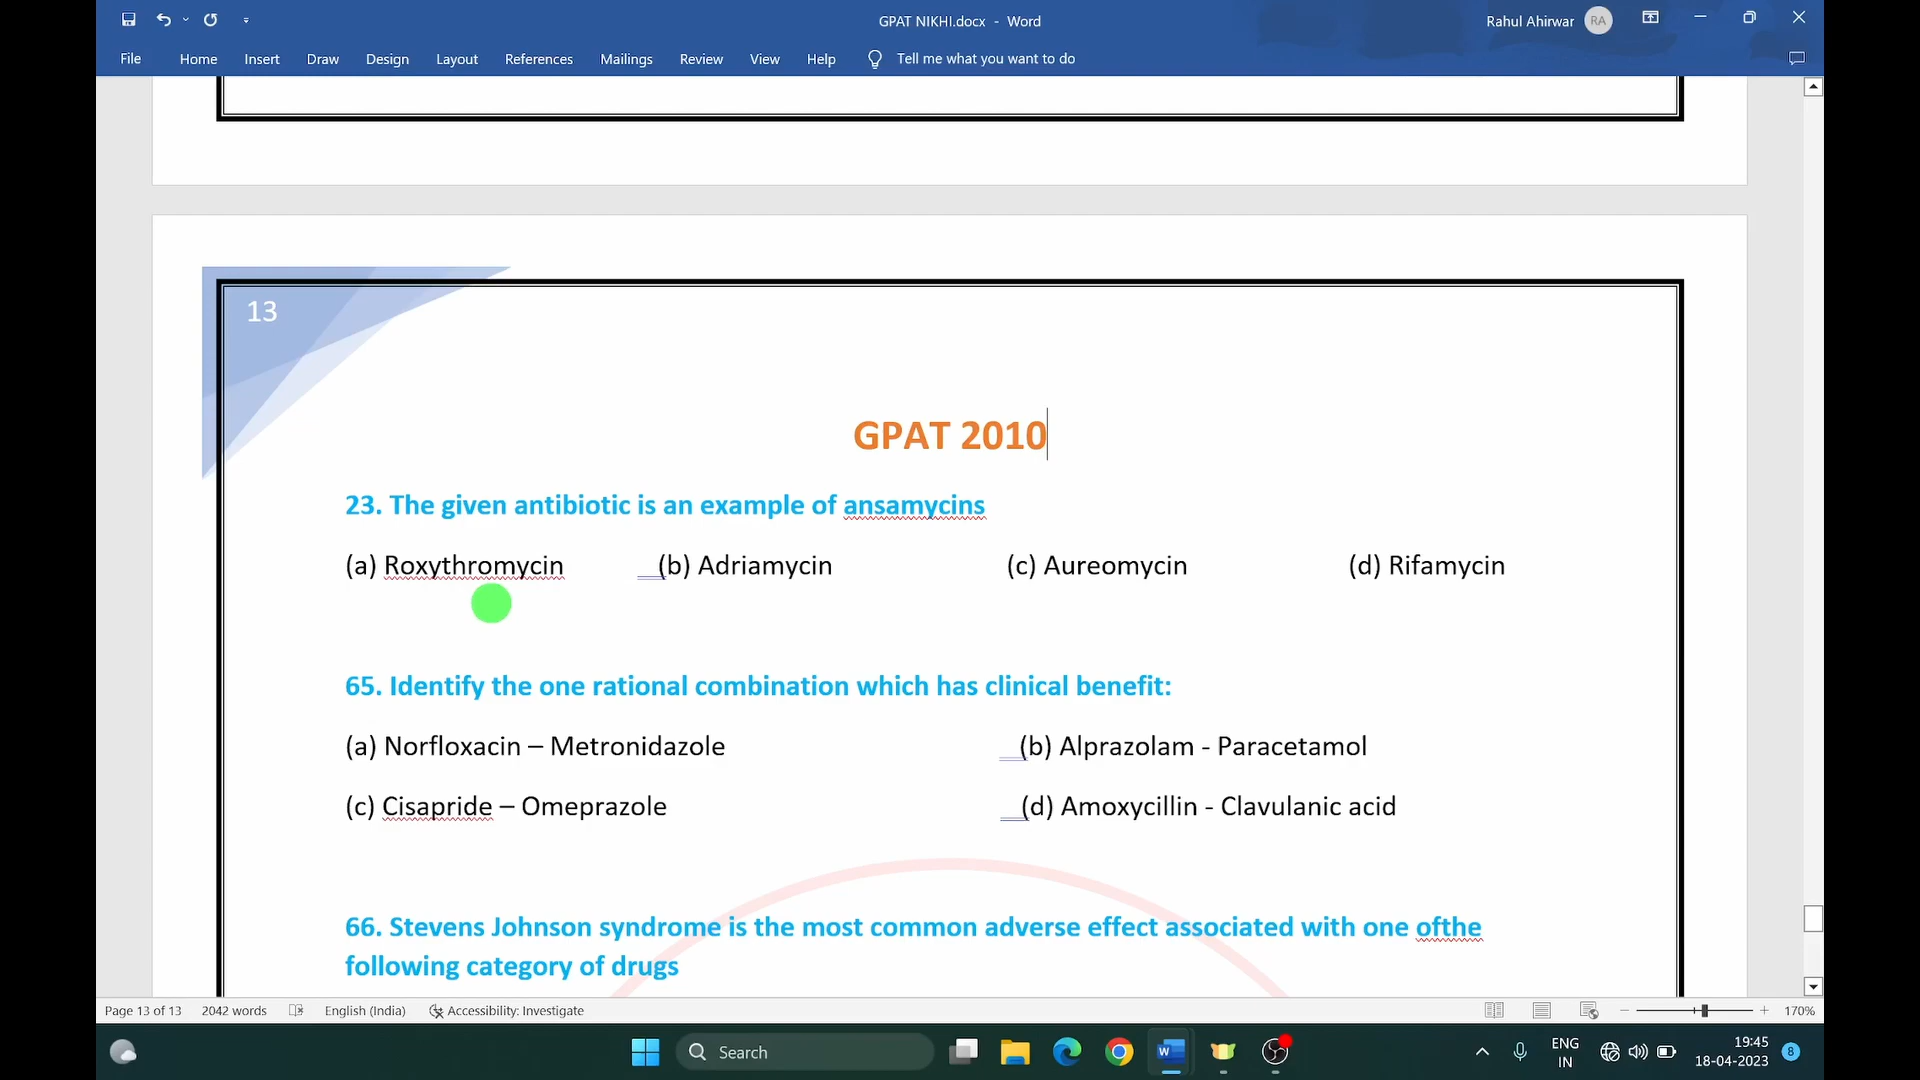 GPAT NIKHI.docx - Word
Rahul Ahirwar RA
File Home Insert Draw Design Layout References Mailings Review View Help Tell me what you want to do
13
GPAT 2010
23. The given antibiotic is an example of ansamycins
(a) Roxythromycin (b) Adriamycin (c) Aureomycin (d) Rifamycin
65. Identify the one rational combination which has clinical benefit:
(a) Norfloxacin – Metronidazole (b) Alprazolam - Paracetamol
(c) Cisapride – Omeprazole (d) Amoxycillin - Clavulanic acid
66. Stevens Johnson syndrome is the most common adverse effect associated with one ofthe
following category of drugs
Page 13 of 13 2042 words English (India) Accessibility: Investigate 170%
Search
ENG
IN
19:45
18-04-2023
8